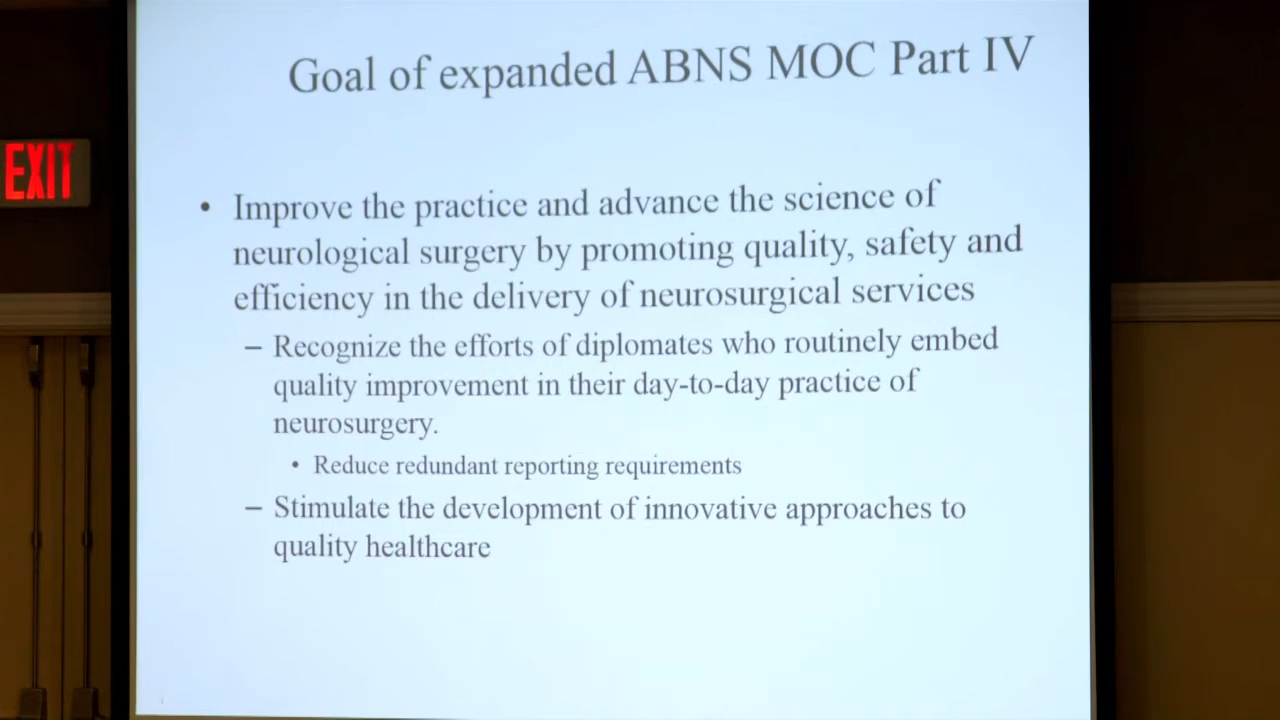 Goal of expanded ABNS MOC Part IV
EXIT
• Improve the practice and advance the science of
neurological surgery by promoting quality, safety and
efficiency in the delivery of neurosurgical services
– Recognize the efforts of diplomates who routinely embed
quality improvement in their day-to-day practice of
neurosurgery.
• Reduce redundant reporting requirements
– Stimulate the development of innovative approaches to
quality healthcare